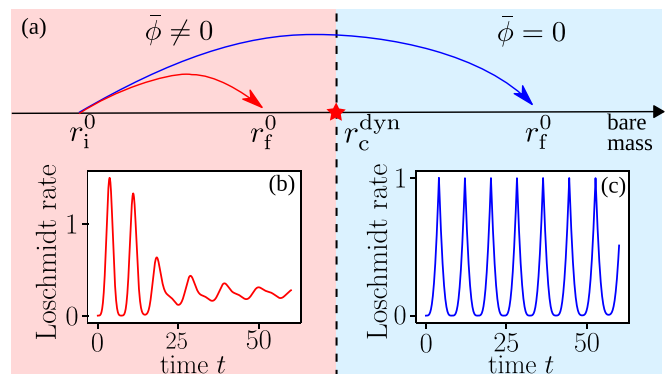 (a)
ϕ̄ ≠ 0
ϕ̄ = 0
r_i^0
r_f^0
r_c^dyn
r_f^0
bare
mass
(b)
Loschmidt rate
1
0
0
25
50
time t
(c)
Loschmidt rate
1
0
0
25
50
time t